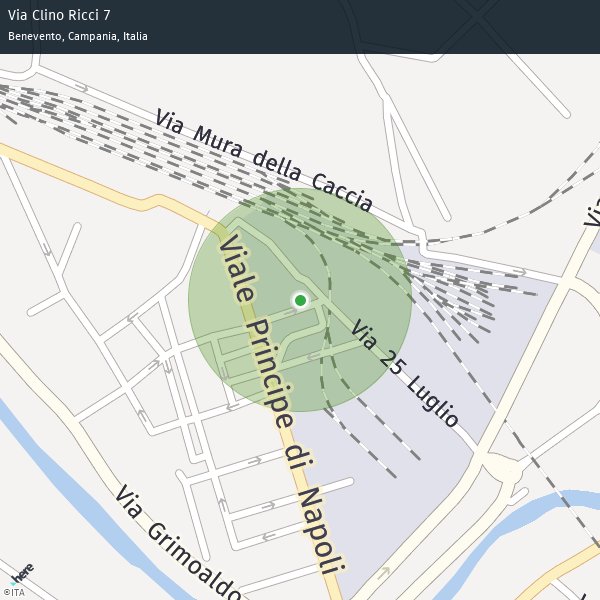 Via Clino Ricci 7
Benevento, Campania, Italia
Via Mura della Caccia
Via
Viale Principe di Napoli
Via 25 Luglio
Via Grimoaldo
here
©ITA